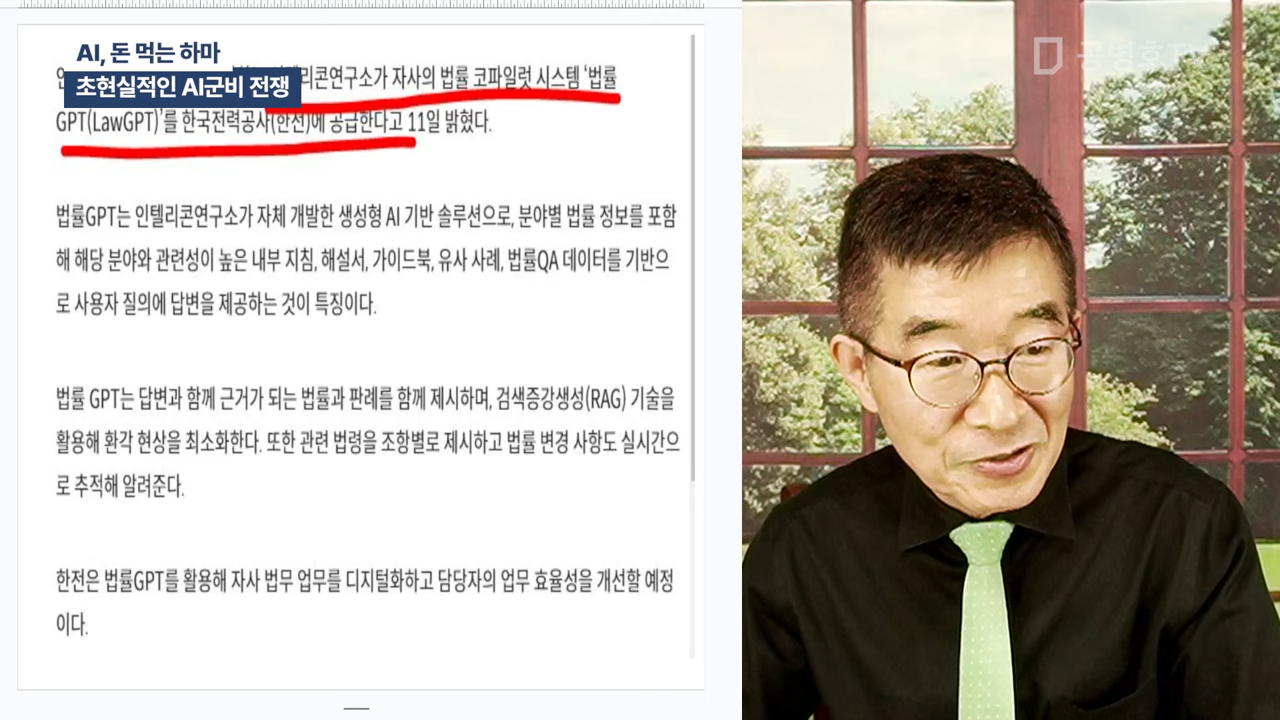 AI, 돈 먹는 하마
초현실적인 AI군비 전쟁
리콘연구소가 자사의 법률 코파일럿 시스템 ‘법률
GPT(LawGPT)’를 한국전력공사(한전)에 공급한다고 11일 밝혔다.
법률GPT는 인텔리콘연구소가 자체 개발한 생성형 AI 기반 솔루션으로, 분야별 법률 정보를 포함
해 해당 분야와 관련성이 높은 내부 지침, 해설서, 가이드북, 유사 사례, 법률QA 데이터를 기반으
로 사용자 질의에 답변을 제공하는 것이 특징이다.
법률 GPT는 답변과 함께 근거가 되는 법률과 판례를 함께 제시하며, 검색증강생성(RAG) 기술을
활용해 환각 현상을 최소화한다. 또한 관련 법령을 조항별로 제시하고 법률 변경 사항도 실시간으
로 추적해 알려준다.
한전은 법률GPT를 활용해 자사 법무 업무를 디지털화하고 담당자의 업무 효율성을 개선할 예정
이다.